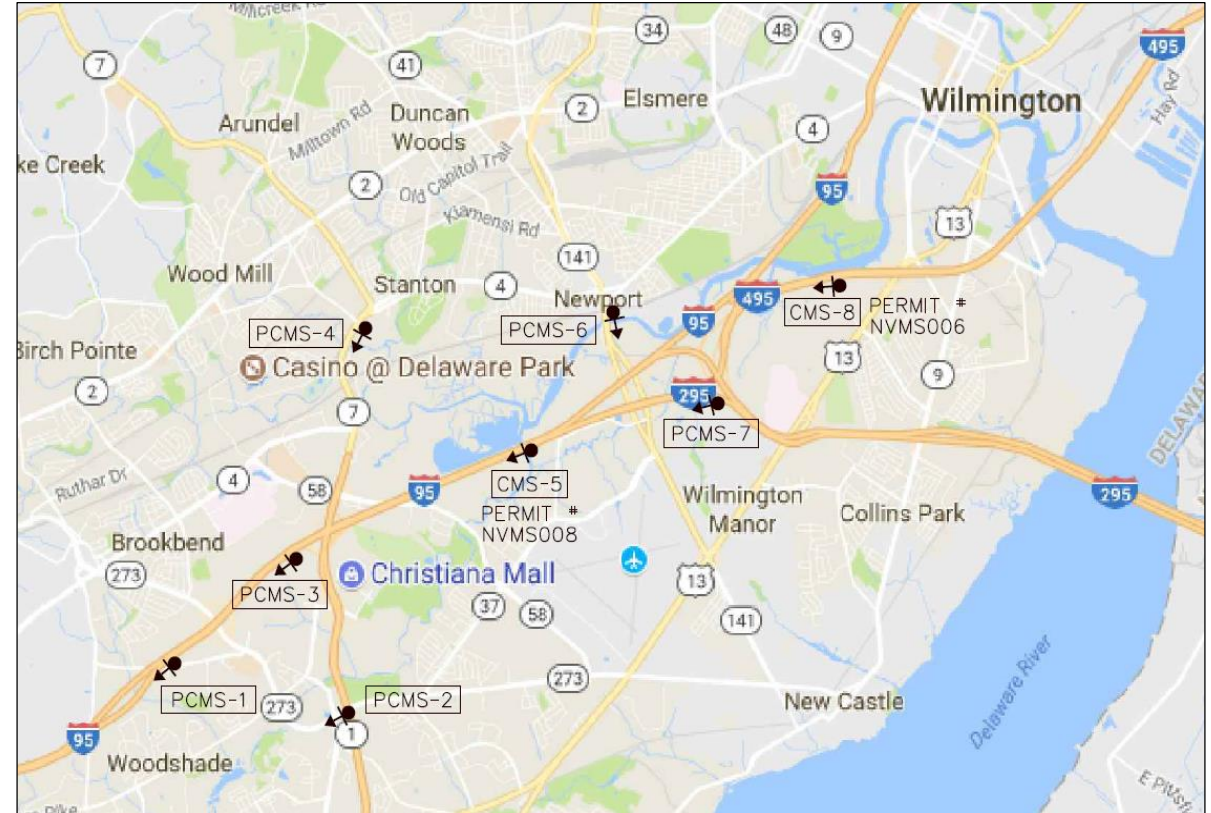 Millcreek
34
48
9
495
7
41
Hay Rd
Elsmere
Wilmington
2
Duncan
Woods
Arundel
Milltown Rd
4
ke Creek
Old Capitol Trail
2
95
Kiamensi Rd
13
141
Wood Mill
Stanton
4
Newport
495
CMS-8
PERMIT #
NVMS006
PCMS-4
PCMS-6
95
Birch Pointe
Casino @ Delaware Park
13
9
2
295
7
PCMS-7
DELAWAR
Ruthar Dr
4
58
95
CMS-5
PERMIT #
NVMS008
Wilmington
Manor
Collins Park
295
Brookbend
273
Christiana Mall
13
PCMS-3
37
58
141
Delaware River
273
PCMS-1
273
PCMS-2
New Castle
95
1
Woodshade
Pike